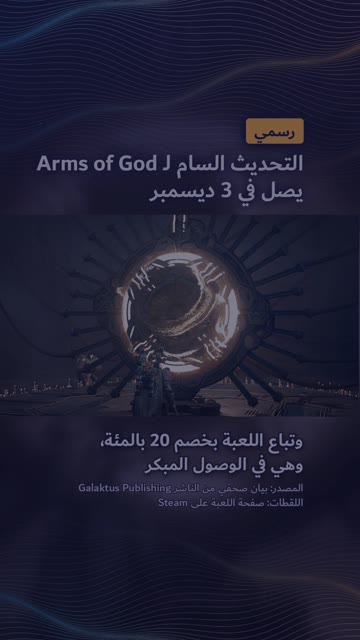 رسمي
التحديث السام لـ Arms of God
يصل في 3 ديسمبر
وتباع اللعبة بخصم 20 بالمئة،
وهي في الوصول المبكر
المصدر: بيان صحفي من الناشر Galaktus Publishing
اللقطات: صفحة اللعبة على Steam